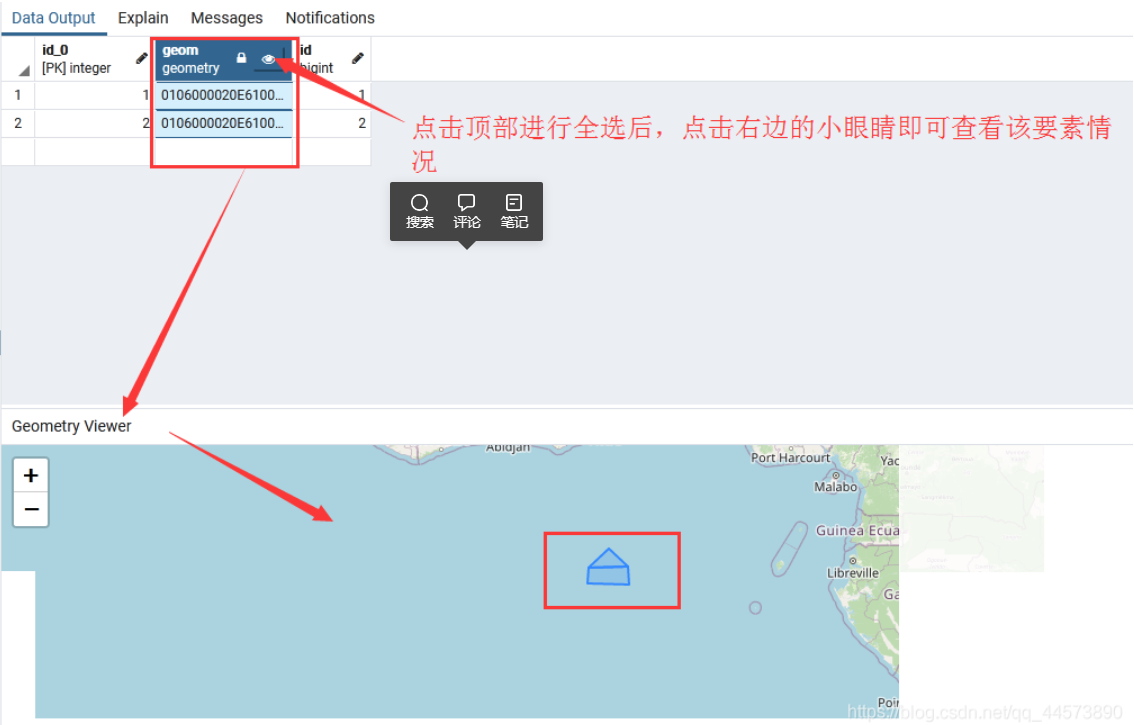 Data Output Explain Messages Notifications
id_0 geom id
[PK] integer geometry bigint
1 1 0106000020E6100... 1
2 2 0106000020E6100... 2
点击顶部进行全选后，点击右边的小眼睛即可查看该要素情
况
搜索 评论 笔记
Geometry Viewer
+
−
Abidjan
Port Harcourt
Yac
Malabo
Guinea Ecua
Libreville
Ga
Poi
https://blog.csdn.net/qq_44573890